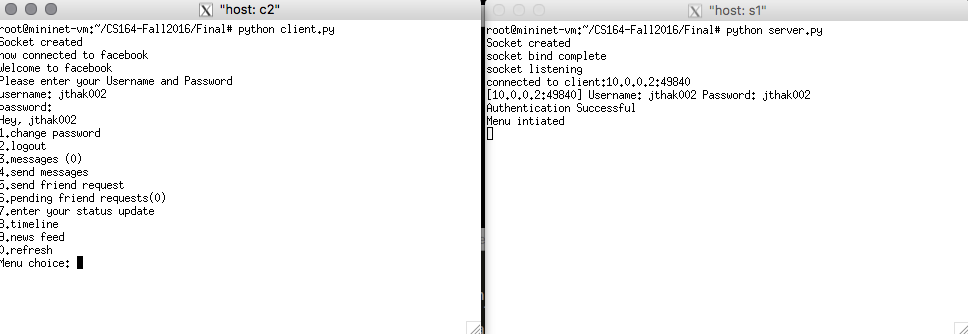 "host: c2"
root@mininet-vm:~/CS164-Fall2016/Final# python client.py
Socket created
now connected to facebook
Welcome to facebook
Please enter your Username and Password
username: jthak002
password:
Hey, jthak002
1.change password
2.logout
3.messages (0)
4.send messages
5.send friend request
6.pending friend requests(0)
7.enter your status update
8.timeline
9.news feed
0.refresh
Menu choice:
"host: s1"
root@mininet-vm:~/CS164-Fall2016/Final# python server.py
Socket created
socket bind complete
socket listening
connected to client:10.0.0.2:49840
[10.0.0.2:49840] Username: jthak002 Password: jthak002
Authentication Successful
Menu intiated